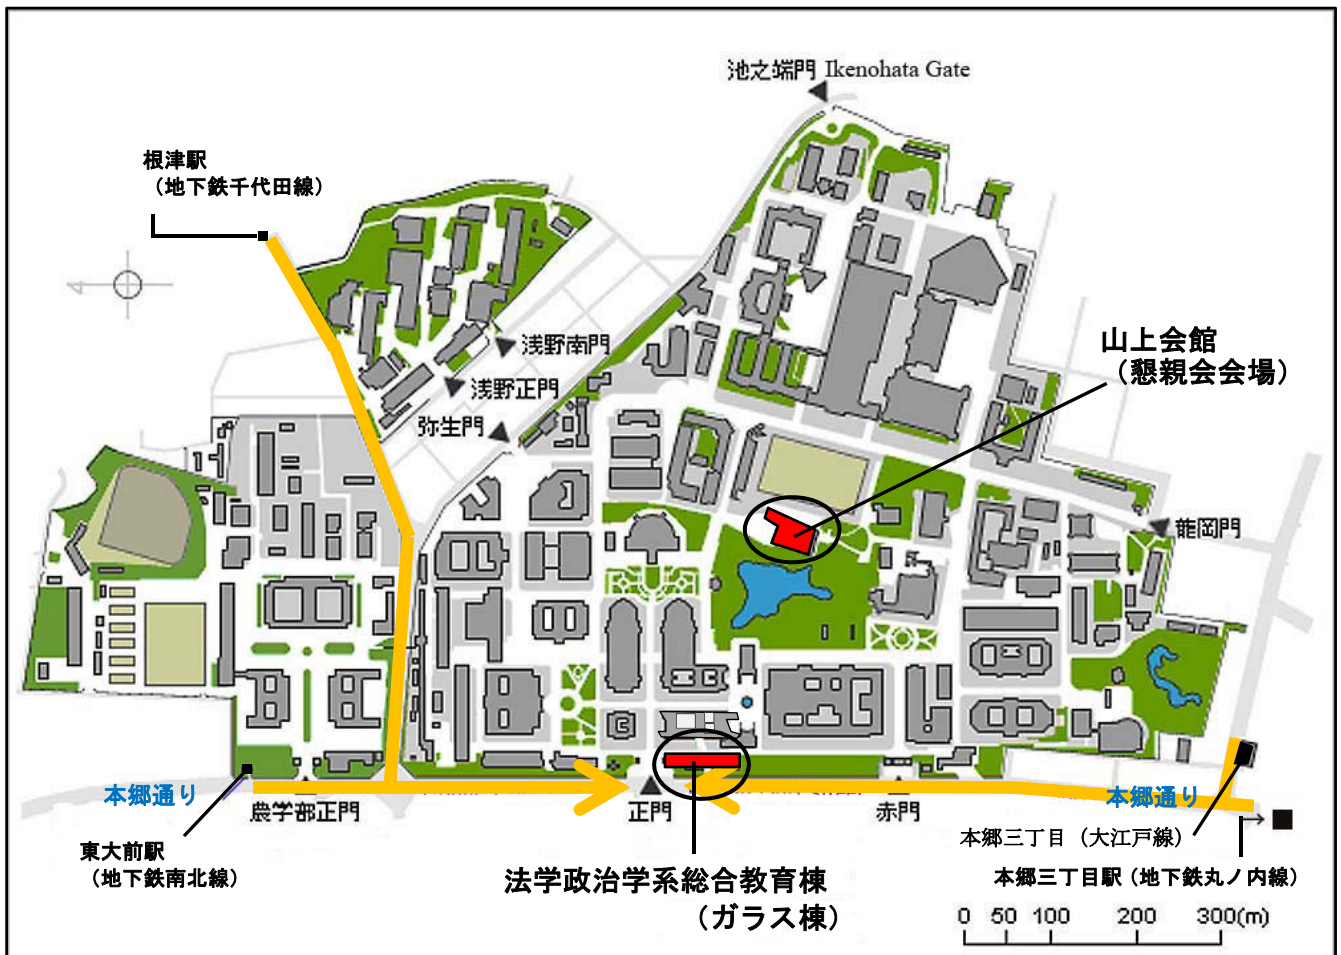 池之端門 Ikenohata Gate
根津駅
（地下鉄千代田線）
浅野南門
浅野正門
弥生門
山上会館
（懇親会会場）
龍岡門
本郷通り
農学部正門
正門
赤門
本郷通り
東大前駅
（地下鉄南北線）
本郷三丁目（大江戸線）
本郷三丁目駅（地下鉄丸ノ内線）
法学政治学系総合教育棟
（ガラス棟）
0 50 100 200 300(m)